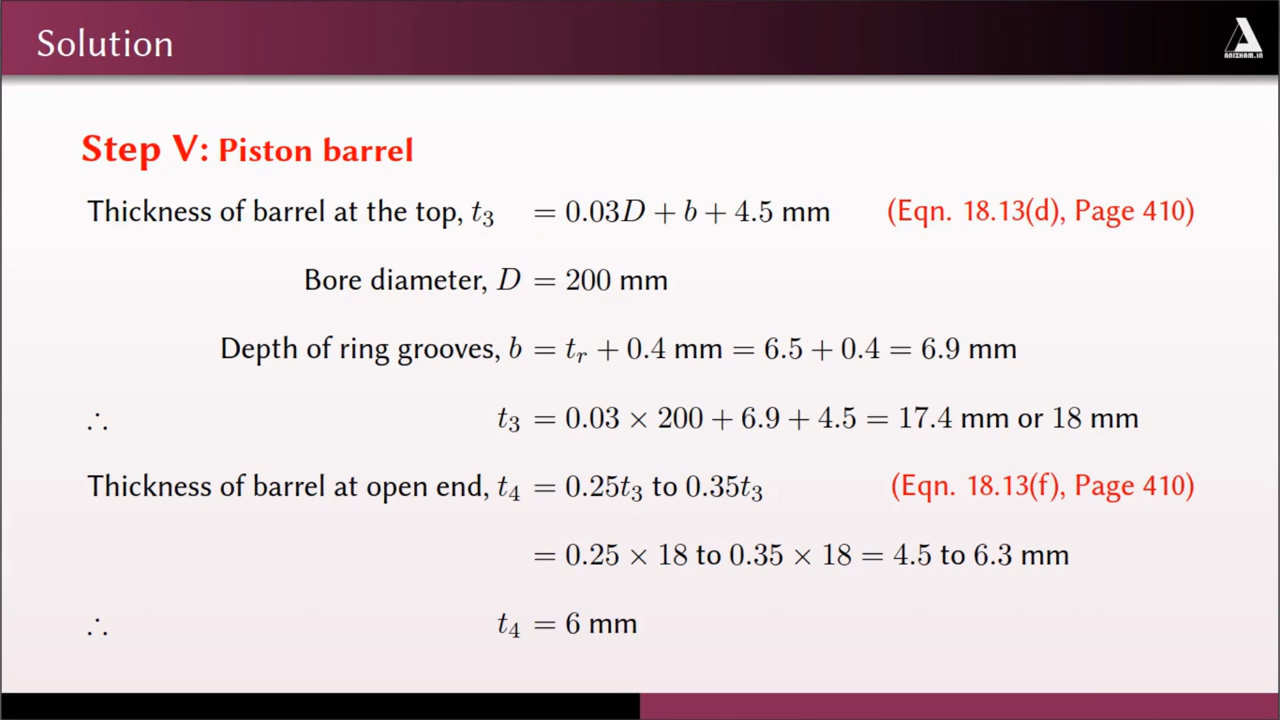 Solution
ARIZHAM.IN
Step V: Piston barrel
Thickness of barrel at the top, t₃ = 0.03D + b + 4.5 mm (Eqn. 18.13(d), Page 410)
Bore diameter, D = 200 mm
Depth of ring grooves, b = tᵣ + 0.4 mm = 6.5 + 0.4 = 6.9 mm
∴ t₃ = 0.03 × 200 + 6.9 + 4.5 = 17.4 mm or 18 mm
Thickness of barrel at open end, t₄ = 0.25t₃ to 0.35t₃ (Eqn. 18.13(f), Page 410)
= 0.25 × 18 to 0.35 × 18 = 4.5 to 6.3 mm
∴ t₄ = 6 mm